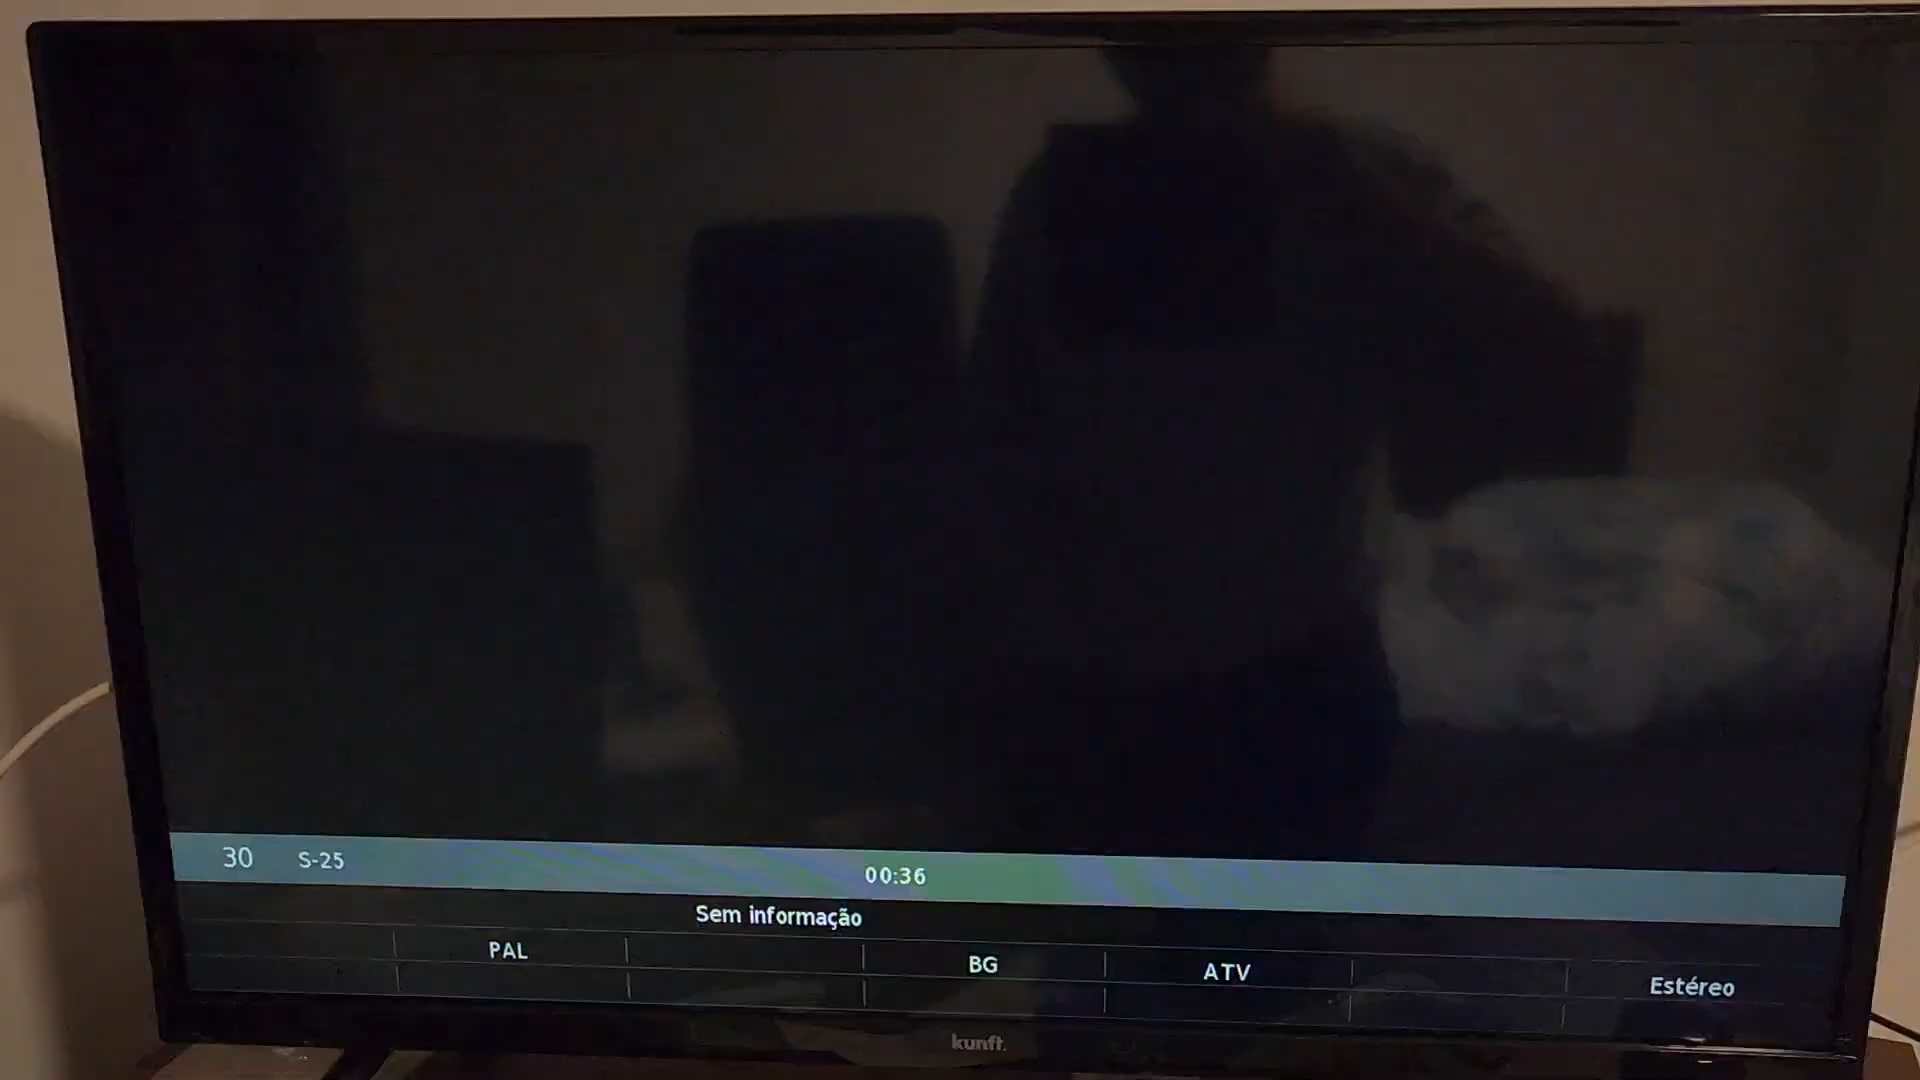 30 S-25
00:36
Sem informação
PAL BG ATV Estéreo
kunft.